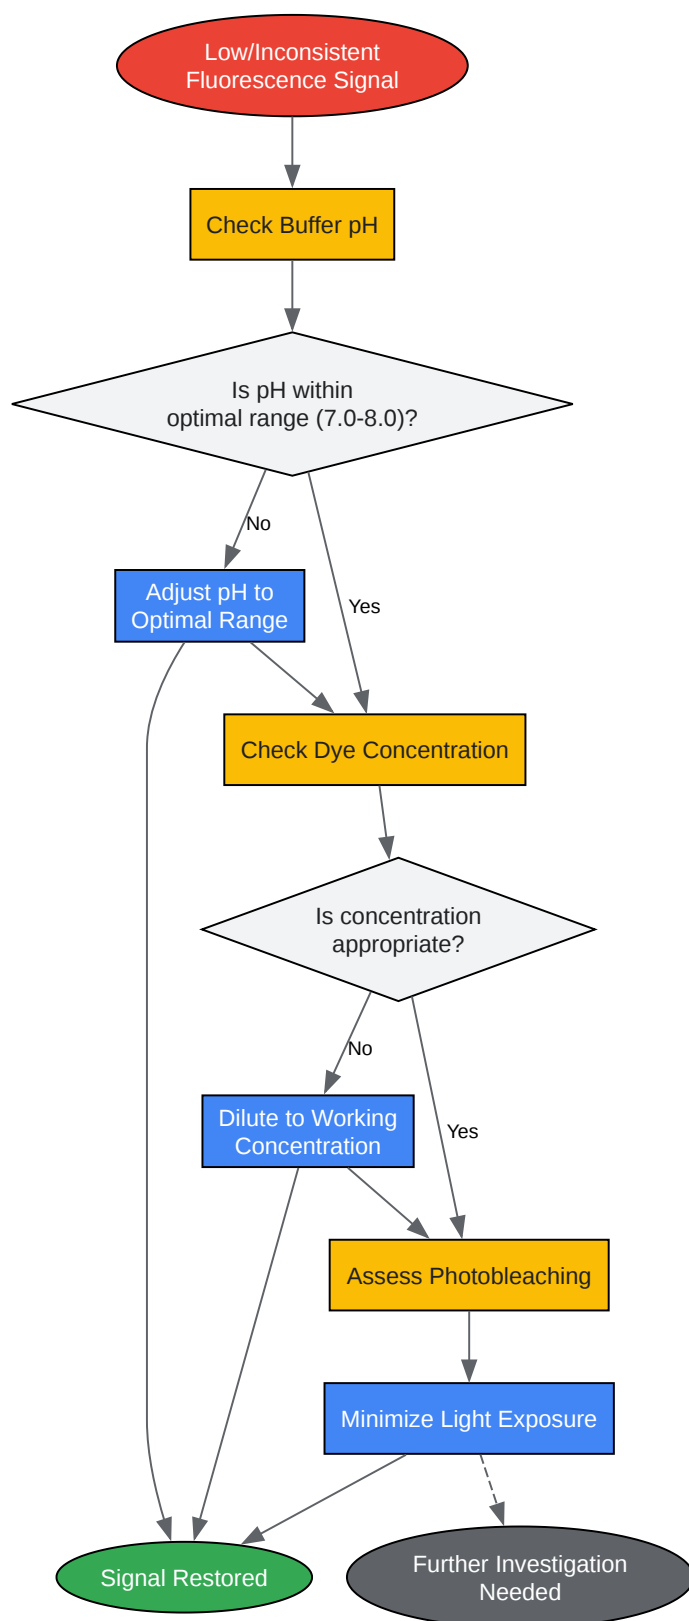 Low/Inconsistent
Fluorescence Signal
Check Buffer pH
Is pH within
optimal range (7.0-8.0)?
No
Adjust pH to
Optimal Range
Yes
Check Dye Concentration
Is concentration
appropriate?
No
Dilute to Working
Concentration
Yes
Assess Photobleaching
Minimize Light Exposure
Signal Restored
Further Investigation
Needed